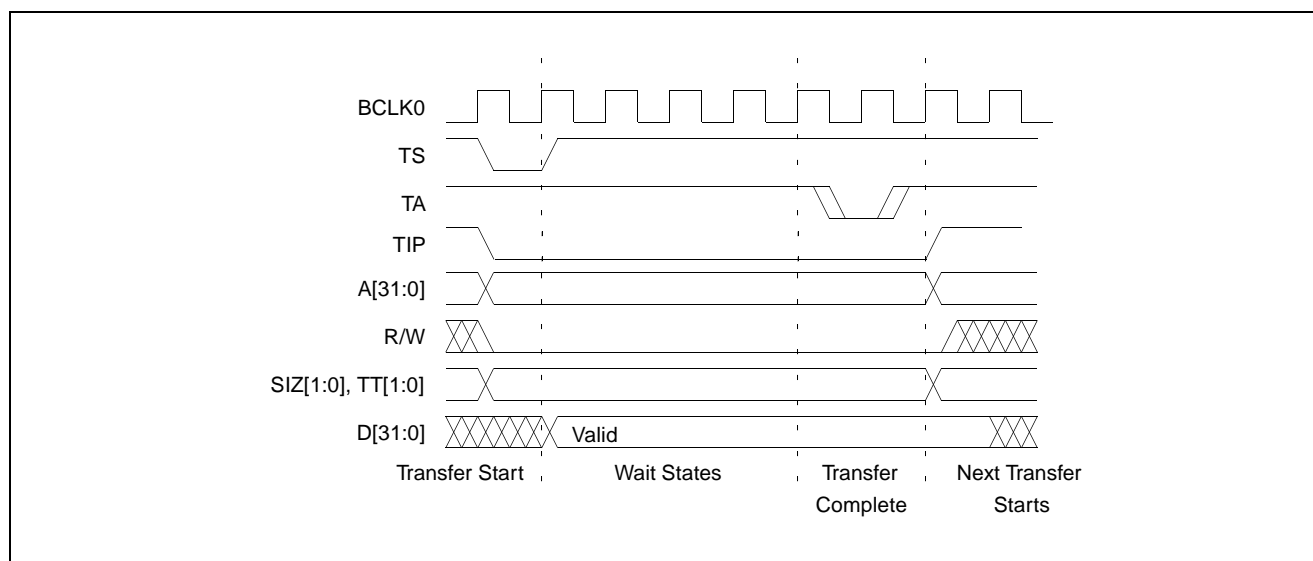 BCLK0
TS
TA
TIP
A[31:0]
R/W
SIZ[1:0], TT[1:0]
D[31:0] Valid
Transfer Start Wait States Transfer Next Transfer
Complete Starts